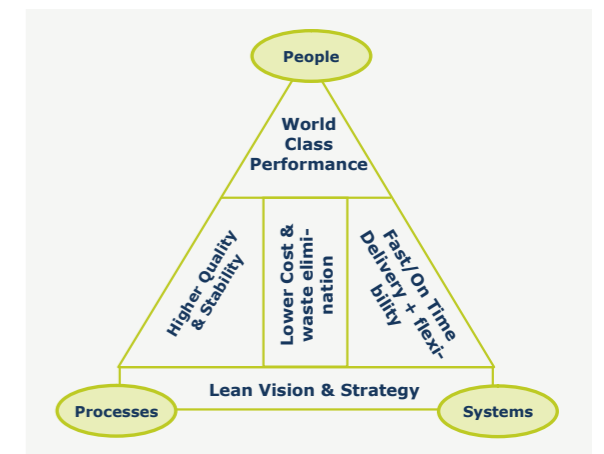 People
World
Class
Performance
Higher Quality
& Stability
Lower Cost &
waste elimi-
nation
Fast/On Time
Delivery + flexi-
bility
Lean Vision & Strategy
Processes
Systems